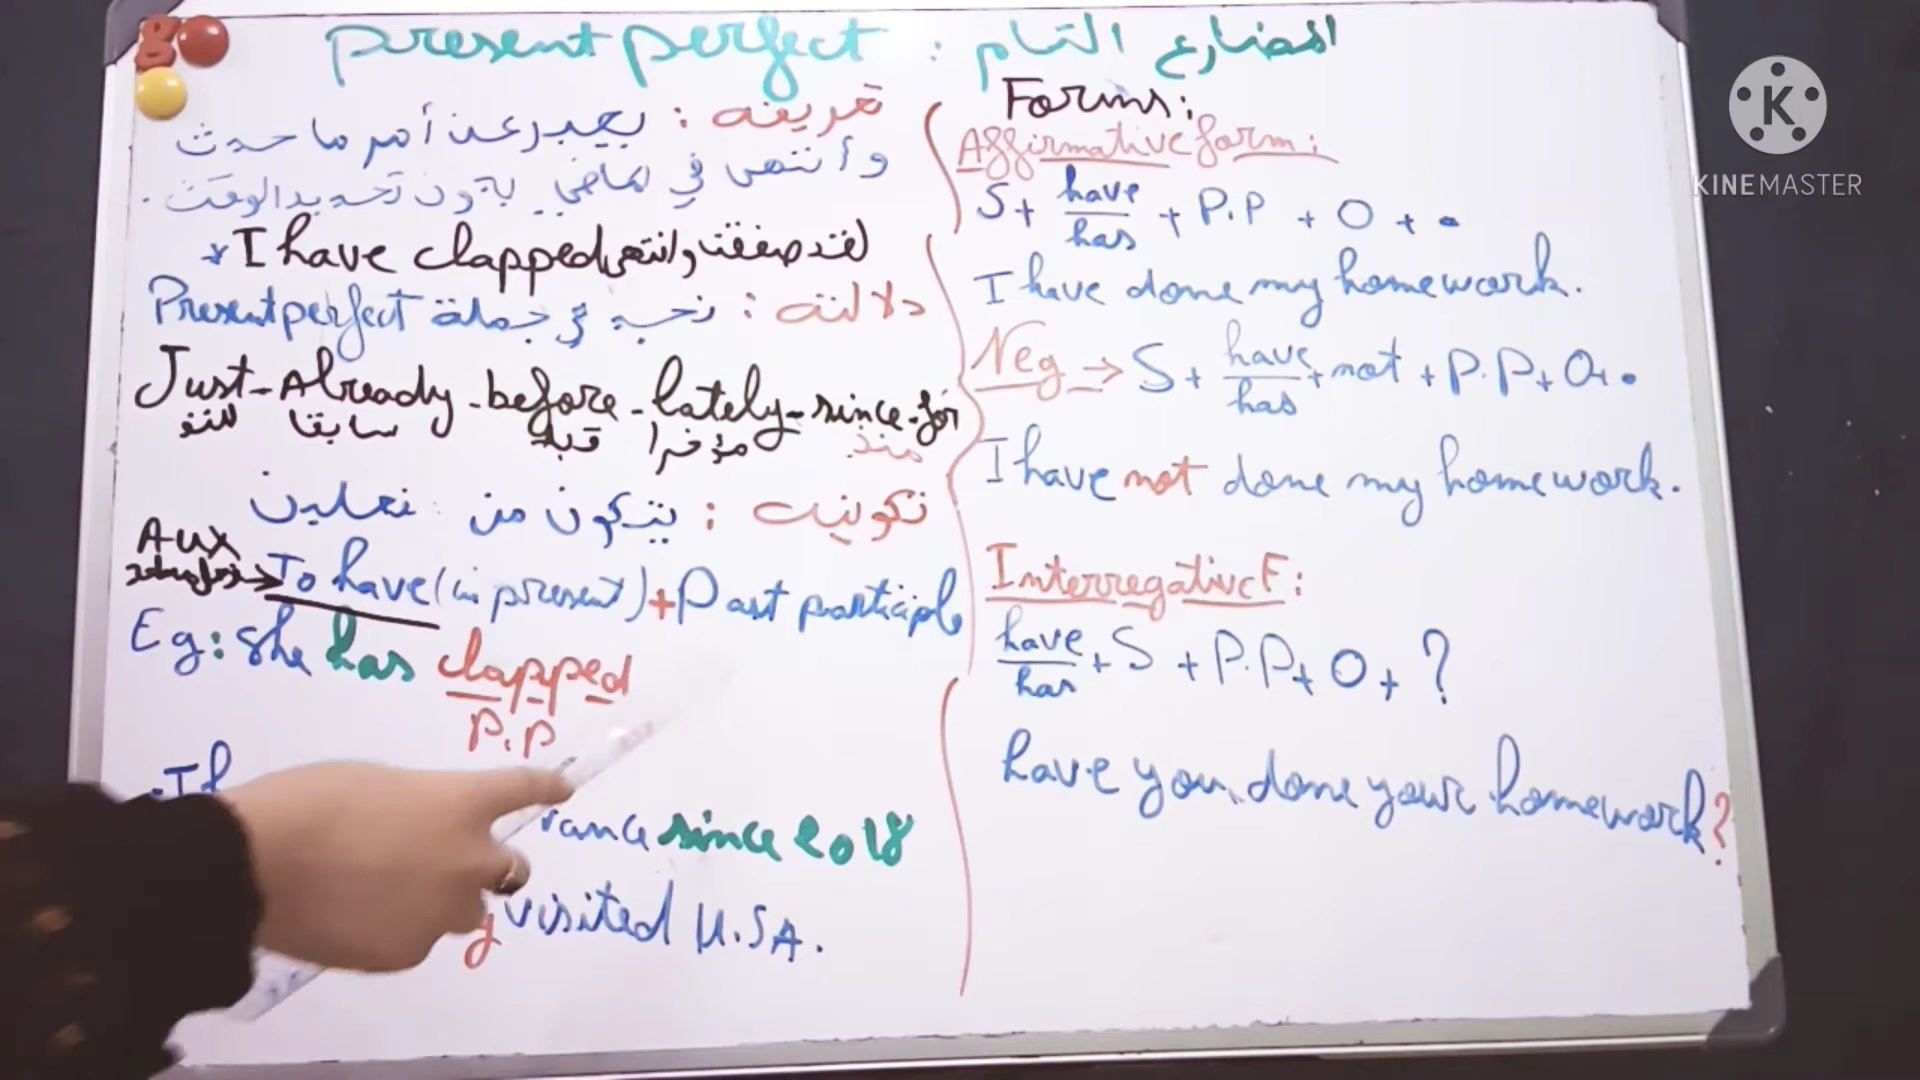 go
present perfect : المضارع التام
تعريفه : يعبر عن أمر ما حدث
وأنتهى في الماضي بدون تحديد الوقت .
* I have clapped لقد صفقت وانتهى
دلالته : نجد في جملة Present perfect
Just - Already - before - lately - since - for
سابقا قبل مؤخرا منذ
تكوينه : يتكون من فعلين
Aux
To have (in present) + Past participle
Eg: she has clapped
P.P
rance since 2018
y visited U.S.A.
Forms:
Affirmative form:
S + have/has + P.P + O + .
I have done my homework.
Neg → S + have/has + not + P.P + O + .
I have not done my homework.
Interregative F:
have/has + S + P.P + O + ?
have you done your homework?
KINEMASTER